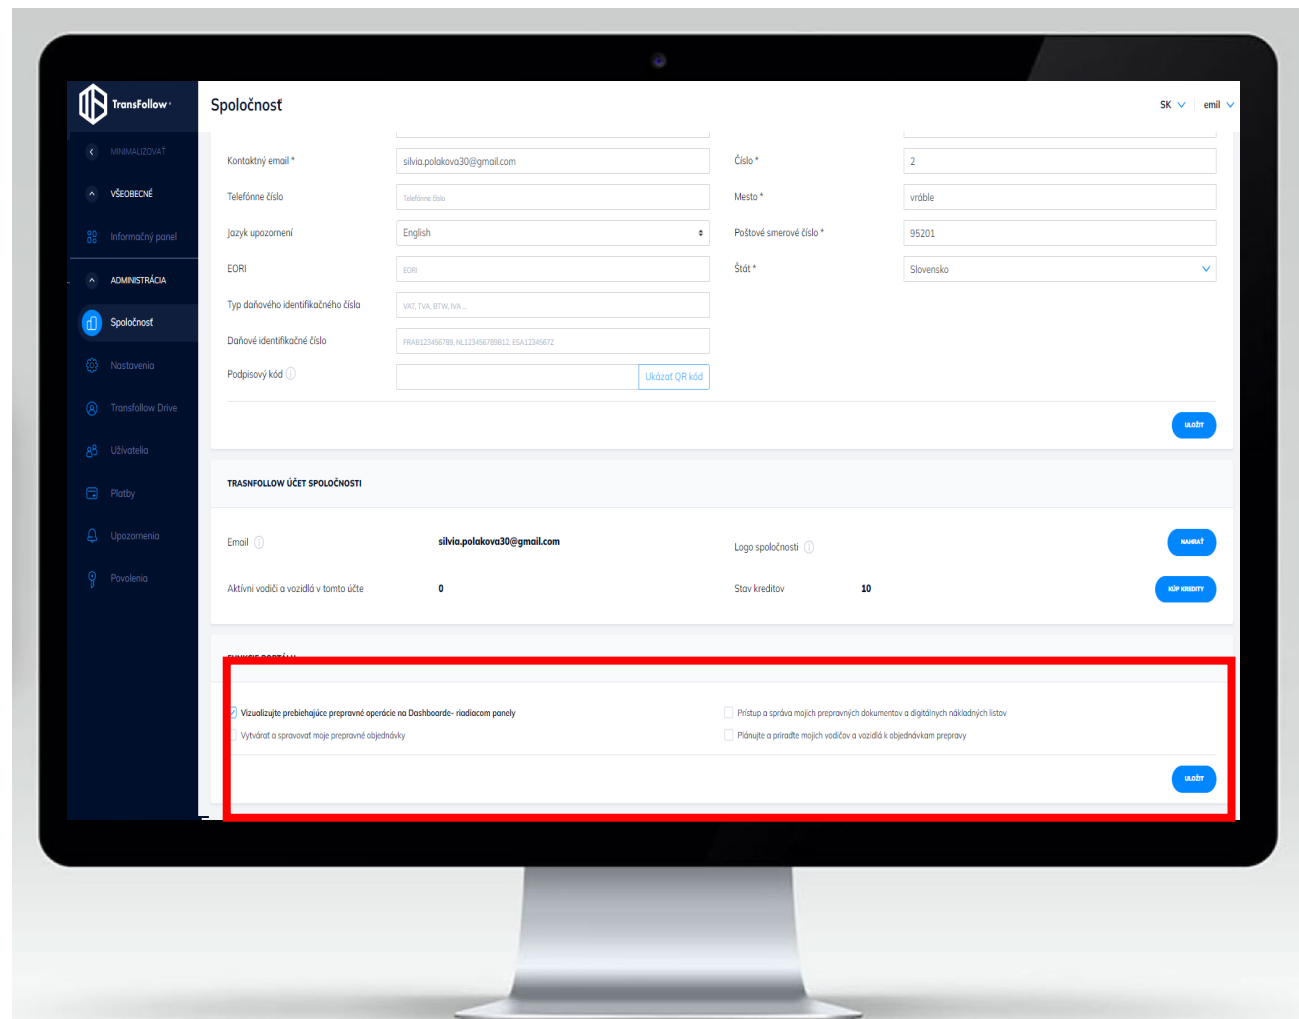 TransFollow
Spoločnosť
SK
emil
MINIMALIZOVAŤ
VŠEOBECNÉ
Informačný panel
ADMINISTRÁCIA
Spoločnosť
Nastavenia
Transfollow Drive
Užívatelia
Platby
Upozornenia
Povolenia
Kontaktný email *
silvia.polakova30@gmail.com
Číslo *
2
Telefónne číslo
Telefónne číslo
Mesto *
vráble
Jazyk upozornení
English
Poštové smerové číslo *
95201
EORI
EORI
Štát *
Slovensko
Typ daňového identifikačného čísla
VAT, TVA, BTW, IVA ...
Daňové identifikačné číslo
FRAB123456789, NL123456789B12, ESA1234567Z
Podpisový kód
Ukázať QR kód
ULOŽIŤ
TRASNFOLLOW ÚČET SPOLOČNOSTI
Email
silvia.polakova30@gmail.com
Logo spoločnosti
NAHRAŤ
Aktívni vodiči a vozidlá v tomto účte
0
Stav kreditov
10
KÚP KREDITY
Vizualizujte prebiehajúce prepravné operácie na Dashboarde- riadiacom panely
Prístup a správa mojich prepravných dokumentov a digitálnych nákladných listov
Vytvárať a spravovať moje prepravné objednávky
Plánujte a priraďte mojich vodičov a vozidlá k objednávkam prepravy
ULOŽIŤ